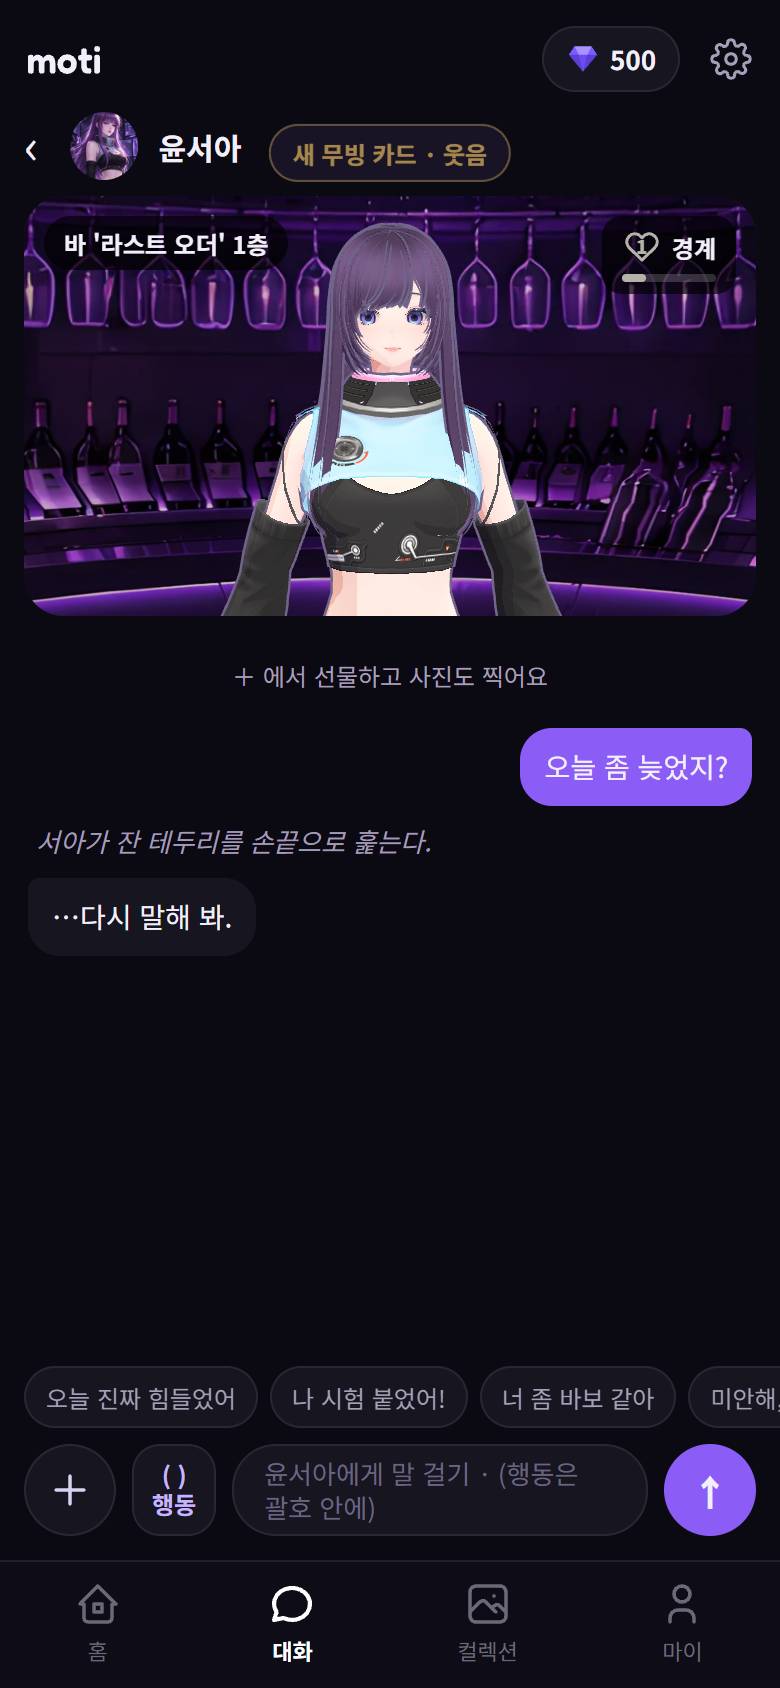 moti
500
윤서아
새 무빙 카드 · 웃음
바 '라스트 오더' 1층
1 경계
+ 에서 선물하고 사진도 찍어요
오늘 좀 늦었지?
서아가 잔 테두리를 손끝으로 훑는다.
…다시 말해 봐.
오늘 진짜 힘들었어
나 시험 붙었어!
너 좀 바보 같아
미안해,
( )
행동
윤서아에게 말 걸기 · (행동은
괄호 안에)
홈
대화
컬렉션
마이